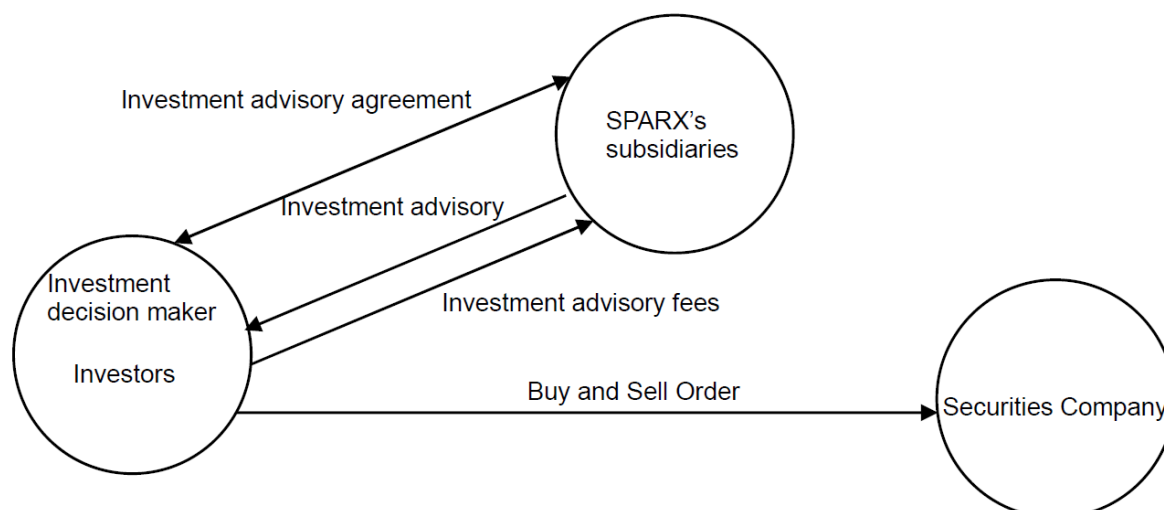 Investment advisory agreement
SPARX’s
subsidiaries
Investment advisory
Investment
decision maker
Investors
Investment advisory fees
Buy and Sell Order
Securities Company